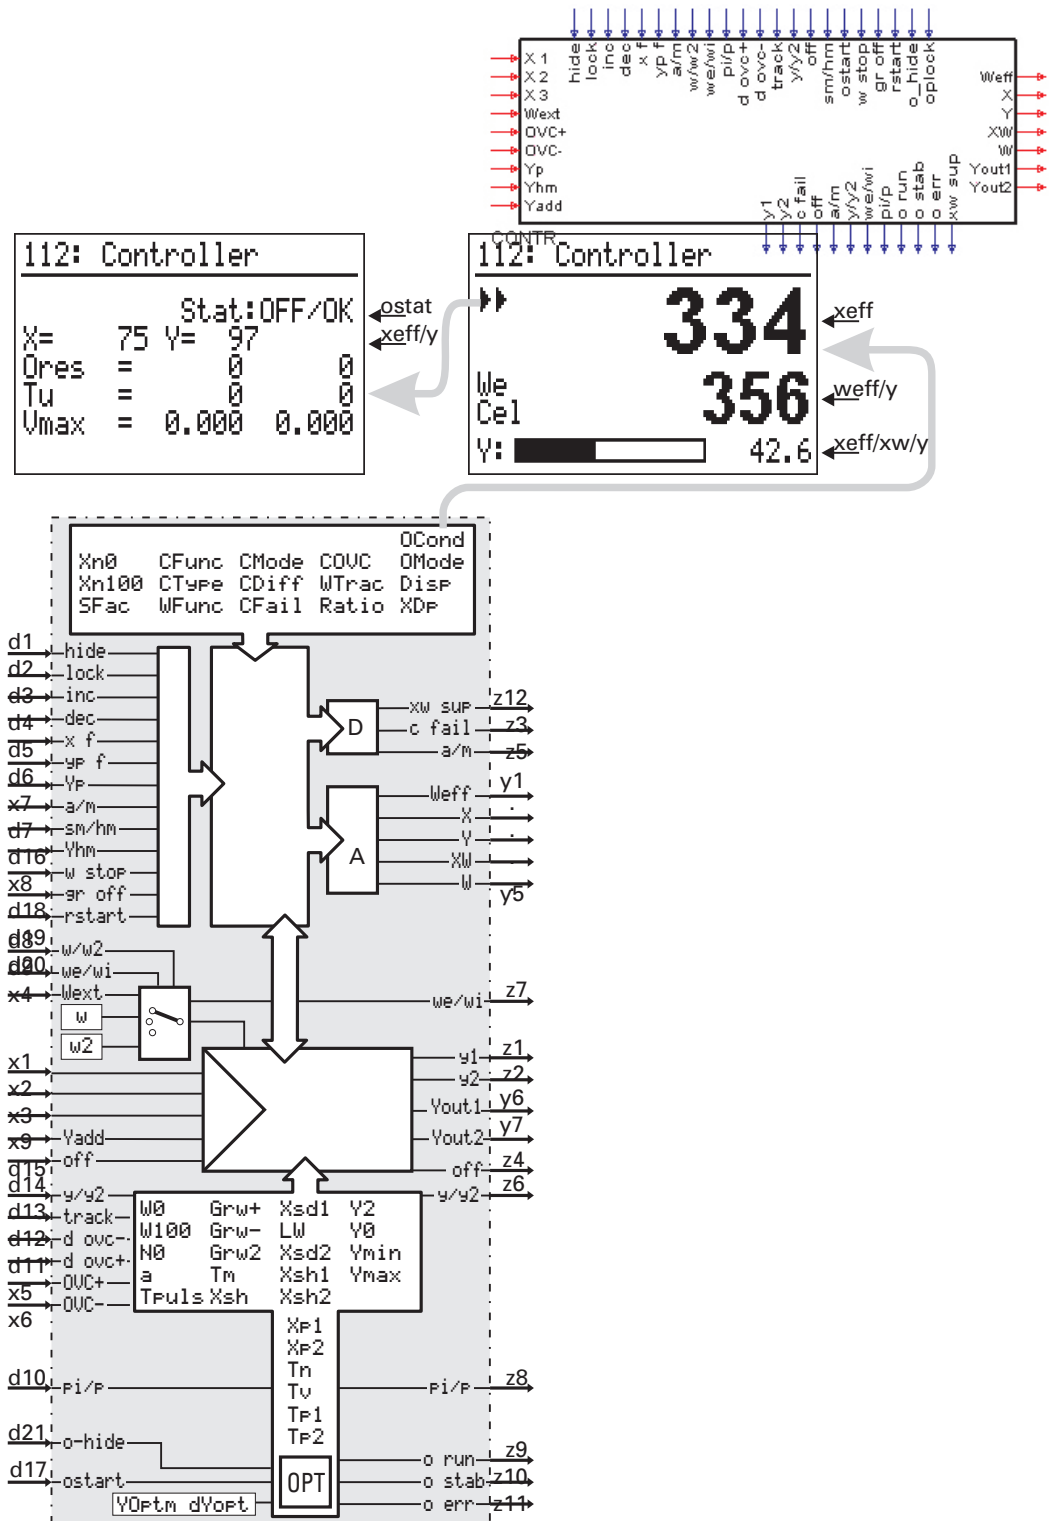 hide lock inc dec x f yp f a/m w/w2 we/wi pi/p d ovc+ d ovc- track y/y2 off sm/hm ostart w stop gr off rstart o_hide oplock
X 1
X 2
X 3
Wext
OVC+
OVC-
Yp
Yhm
Yadd
Weff
X
Y
XW
W
Yout1
Yout2
y1 y2 c fail off a/m y/y2 we/wi pi/p o run o stab o err xw sup
CONTR
112: Controller
Stat:OFF/OK
X= 75 Y= 97
Ores = 0 0
Tu = 0 0
Vmax = 0.000 0.000
ostat
xeff/y
112: Controller
334
We
Cel
356
Y: 42.6
xeff
weff/y
xeff/xw/y
OCond
Xn0 CFunc CMode COVC OMode
Xn100 CType CDiff WTrac Disp
SFac WFunc CFail Ratio XDp
d1 hide
d2 lock
d3 inc
d4 dec
x f
d5 yp f
d6 Yp
x7 a/m
d7 sm/hm
Yhm
d16 w stop
x8 gr off
d18 rstart
d19
d8 w/w2
d20
d9 we/wi
x4 Wext
w
w2
D
xw sup z12
c fail z3
a/m z5
A
Weff y1
X .
Y .
XW .
W y5
we/wi z7
x1
x2
x3
x9 Yadd
d15 off
d14 y/y2
d13 track
d12 d ovc-
d11 d ovc+
OVC+
x5 OVC-
x6
y1 z1
y2 z2
Yout1 y6
Yout2 y7
off z4
y/y2 z6
W0 Grw+ Xsd1 Y2
W100 Grw- LW Y0
N0 Grw2 Xsd2 Ymin
a Tm Xsh1 Ymax
Tpuls Xsh Xsh2
Xp1
Xp2
Tn
Tv
Tp1
Tp2
d10 pi/p
pi/p z8
d21 o-hide
d17 ostart
YOptm dYopt
OPT
o run z9
o stab z10
o err z11